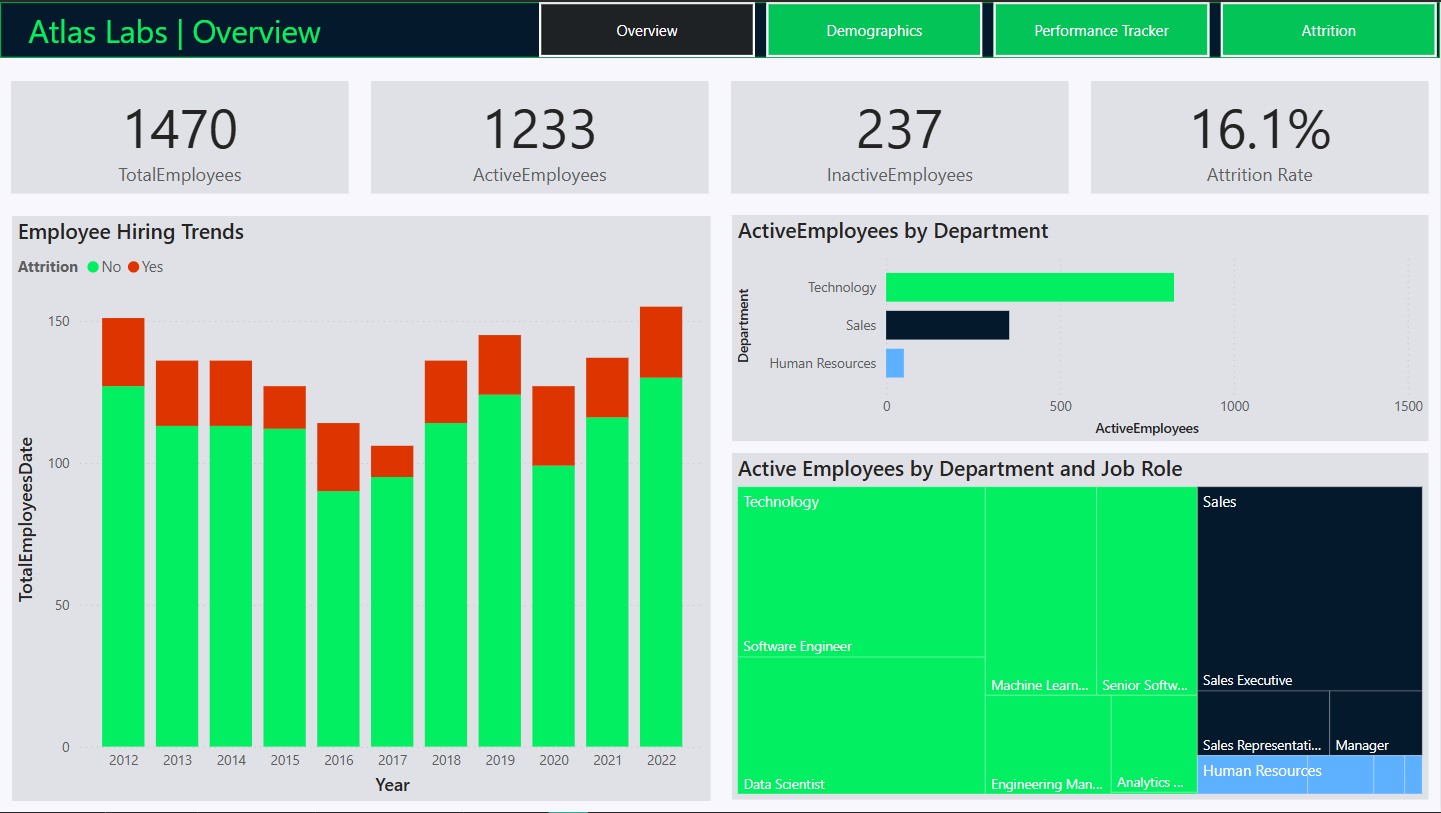 Atlas Labs | Overview
Overview
Demographics
Performance Tracker
Attrition
1470
TotalEmployees
1233
ActiveEmployees
237
InactiveEmployees
16.1%
Attrition Rate
Employee Hiring Trends
Attrition No Yes
150
100
50
0
TotalEmployeesDate
2012 2013 2014 2015 2016 2017 2018 2019 2020 2021 2022
Year
ActiveEmployees by Department
Department
Technology
Sales
Human Resources
0 500 1000 1500
ActiveEmployees
Active Employees by Department and Job Role
Technology
Software Engineer
Data Scientist
Machine Learn...
Senior Softw...
Engineering Man...
Analytics ...
Sales
Sales Executive
Sales Representati...
Manager
Human Resources